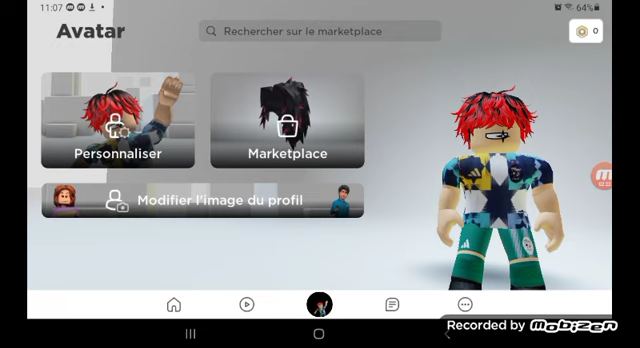 11:07
64%
Avatar
Rechercher sur le marketplace
0
Personnaliser
Marketplace
Modifier l'image du profil
Recorded by mobizen